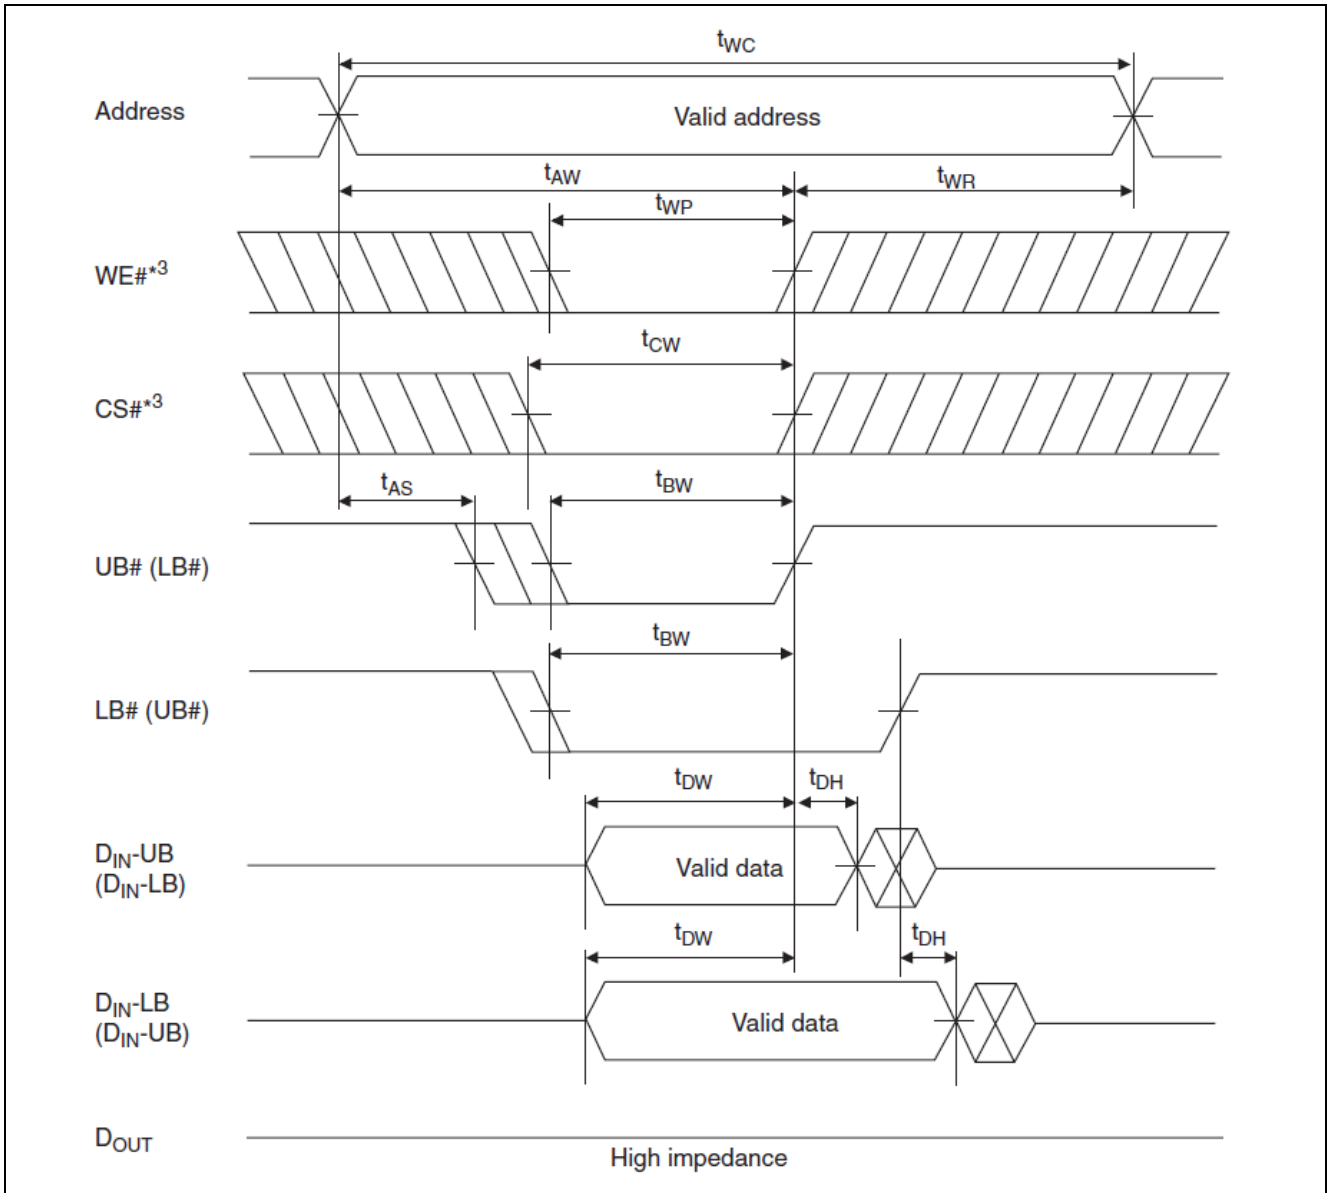 tWC
Address
Valid address
tAW
tWR
tWP
WE#*3
tCW
CS#*3
tAS
tBW
UB# (LB#)
tBW
LB# (UB#)
tDW
tDH
DIN-UB
(DIN-LB)
Valid data
tDW
tDH
DIN-LB
(DIN-UB)
Valid data
DOUT
High impedance